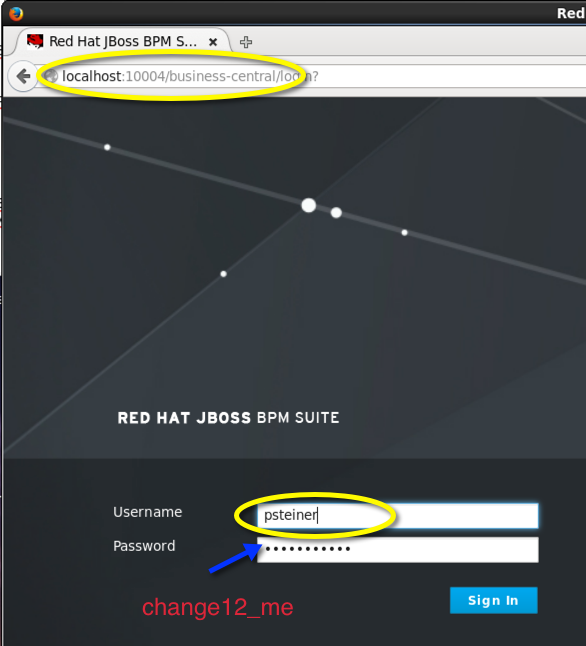 Red
Red Hat JBoss BPM S...
localhost:10004/business-central/login?
RED HAT JBOSS BPM SUITE
Username
psteiner
Password
•••••••••••
change12_me
Sign In